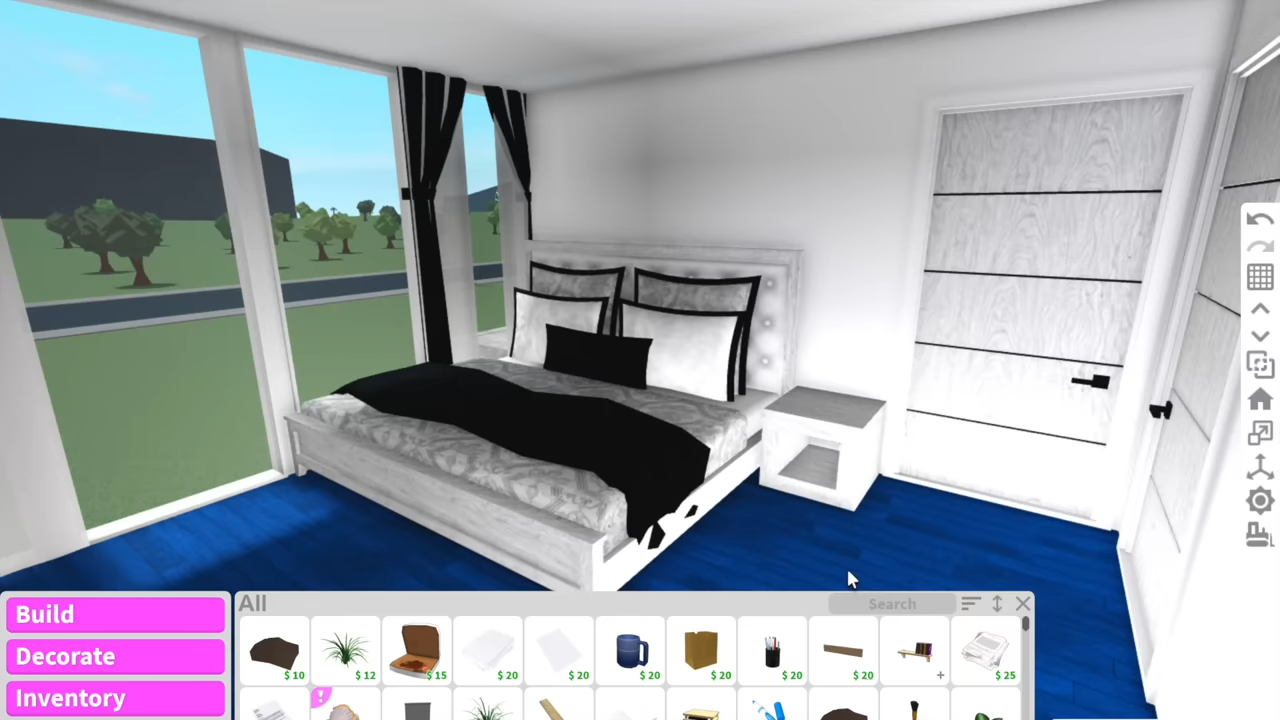 Build
Decorate
Inventory
All
Search
$ 10
$ 12
$ 15
$ 20
$ 20
$ 20
$ 20
$ 20
$ 20
+
$ 25
!